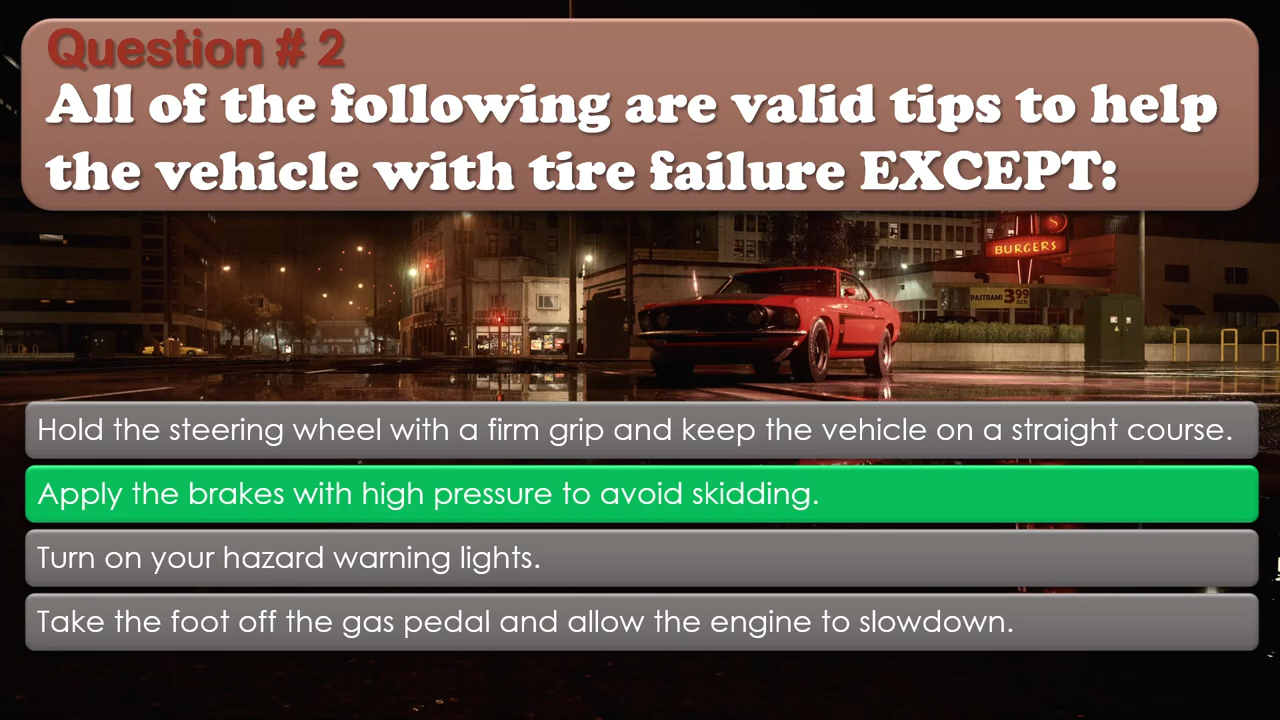 Question # 2
All of the following are valid tips to help
the vehicle with tire failure EXCEPT:
BURGERS
PASTRAMI 3.99
Hold the steering wheel with a firm grip and keep the vehicle on a straight course.
Apply the brakes with high pressure to avoid skidding.
Turn on your hazard warning lights.
Take the foot off the gas pedal and allow the engine to slowdown.